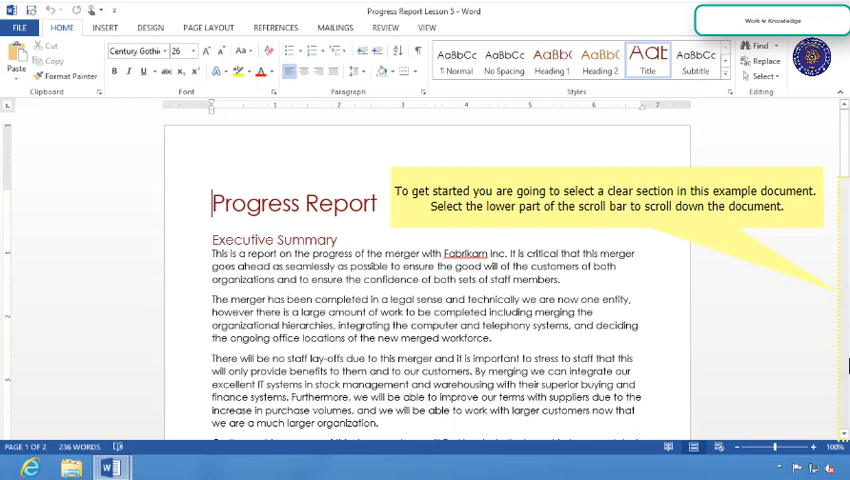 Progress Report Lesson 5 - Word
Work 4r Knowledge
FILE HOME INSERT DESIGN PAGE LAYOUT REFERENCES MAILINGS REVIEW VIEW
Paste
Cut
Copy
Format Painter
Clipboard
Century Gothi 26
B I U abc x₂ x²
Font
Paragraph
AaBbCc AaBbCc AaBbCc AaBbCc AaB AaBbCc
¶ Normal No Spacing Heading 1 Heading 2 Title Subtitle
Styles
Find
Replace
Select
Editing
1 2 3 4 5 6 7
To get started you are going to select a clear section in this example document.
Select the lower part of the scroll bar to scroll down the document.
Progress Report
Executive Summary
This is a report on the progress of the merger with Fabrikam Inc. It is critical that this merger
goes ahead as seamlessly as possible to ensure the good will of the customers of both
organizations and to ensure the confidence of both sets of staff members.
The merger has been completed in a legal sense and technically we are now one entity,
however there is a large amount of work to be completed including merging the
organizational hierarchies, integrating the computer and telephony systems, and deciding
the ongoing office locations of the new merged workforce.
There will be no staff lay-offs due to this merger and it is important to stress to staff that this
will only provide benefits to them and to our customers. By merging we can integrate our
excellent IT systems in stock management and warehousing with their superior buying and
finance systems. Furthermore, we will be able to improve our terms with suppliers due to the
increase in purchase volumes, and we will be able to work with larger customers now that
we are a much larger organization.
PAGE 1 OF 2 236 WORDS
100%